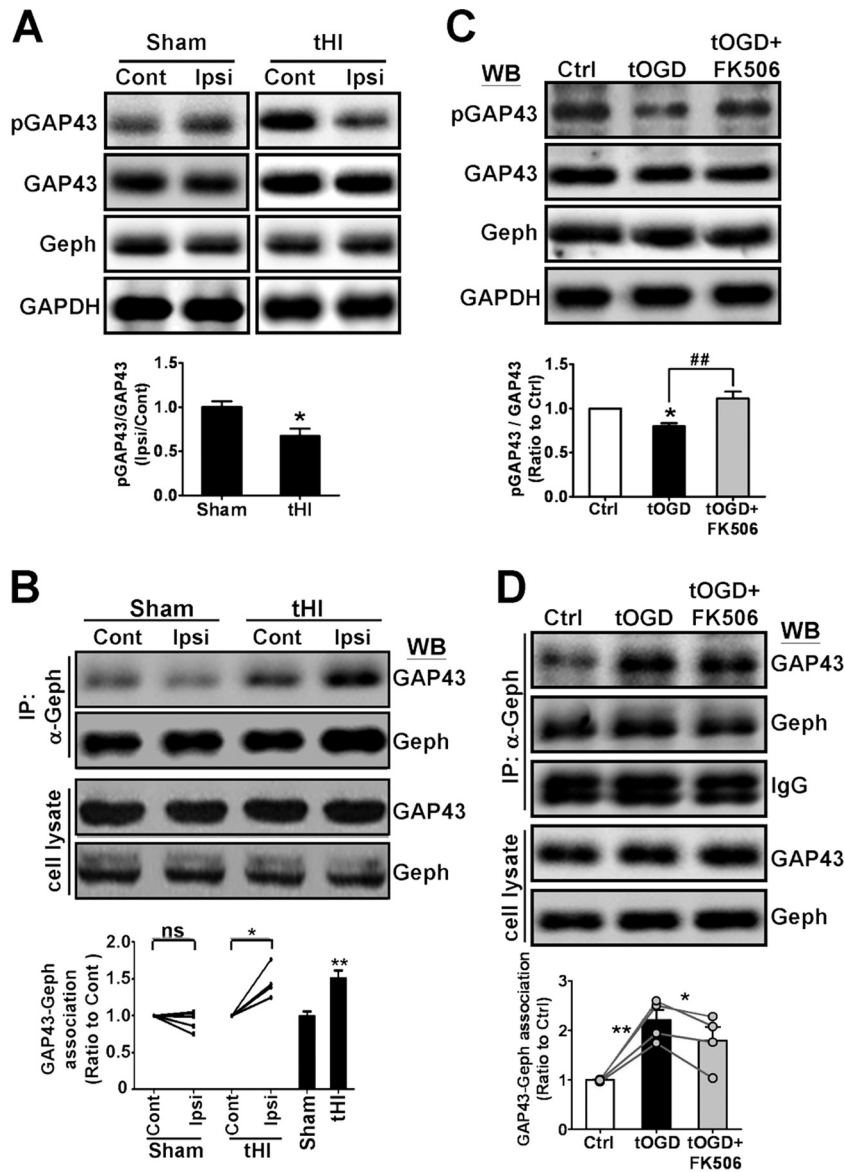 A
Sham tHI
Cont Ipsi Cont Ipsi
pGAP43
GAP43
Geph
GAPDH
pGAP43/GAP43
(Ipsi/Cont)
1.5
1.0
0.5
0.0
*
Sham tHI
C
WB Ctrl tOGD tOGD+
FK506
pGAP43
GAP43
Geph
GAPDH
pGAP43 / GAP43
(Ratio to Ctrl)
1.5
1.0
0.5
0.0
##
*
Ctrl tOGD tOGD+
FK506
B
Sham tHI
Cont Ipsi Cont Ipsi WB
IP:
α-Geph
GAP43
Geph
cell lysate
GAP43
Geph
GAP43-Geph
association
(Ratio to Cont )
2.0
1.5
1.0
0.5
0
ns * **
Cont Ipsi Cont Ipsi Sham tHI
Sham tHI
D
Ctrl tOGD tOGD+
FK506
WB
IP: α-Geph
GAP43
Geph
IgG
cell lysate
GAP43
Geph
GAP43-Geph association
(Ratio to Ctrl)
3
2
1
0
** *
Ctrl tOGD tOGD+
FK506